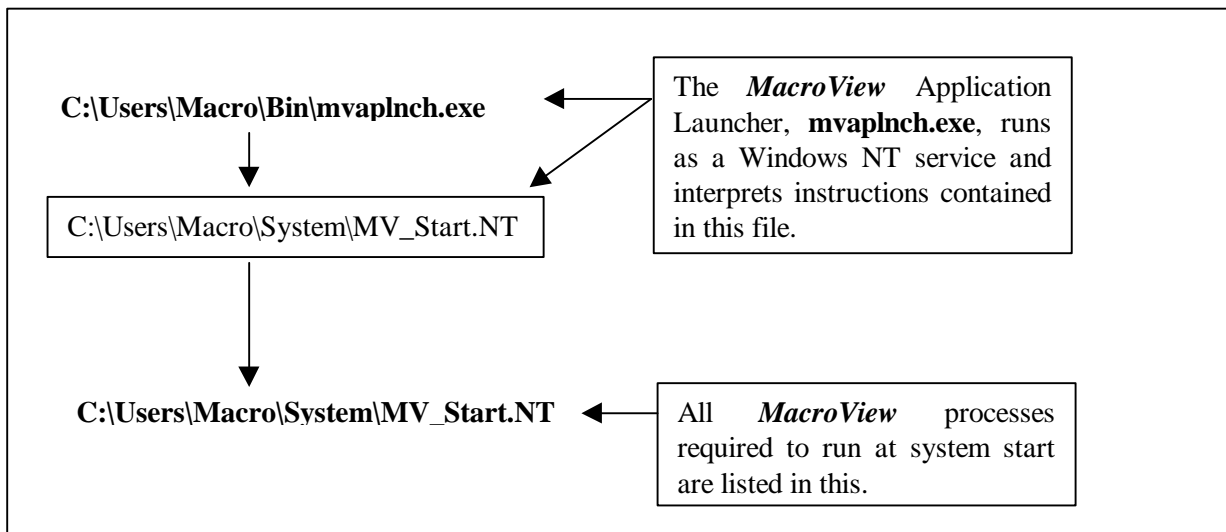 C:\Users\Macro\Bin\mvaplnch.exe
The MacroView Application
Launcher, mvaplnch.exe, runs
as a Windows NT service and
interprets instructions contained
in this file.
C:\Users\Macro\System\MV_Start.NT
C:\Users\Macro\System\MV_Start.NT
All MacroView processes
required to run at system start
are listed in this.